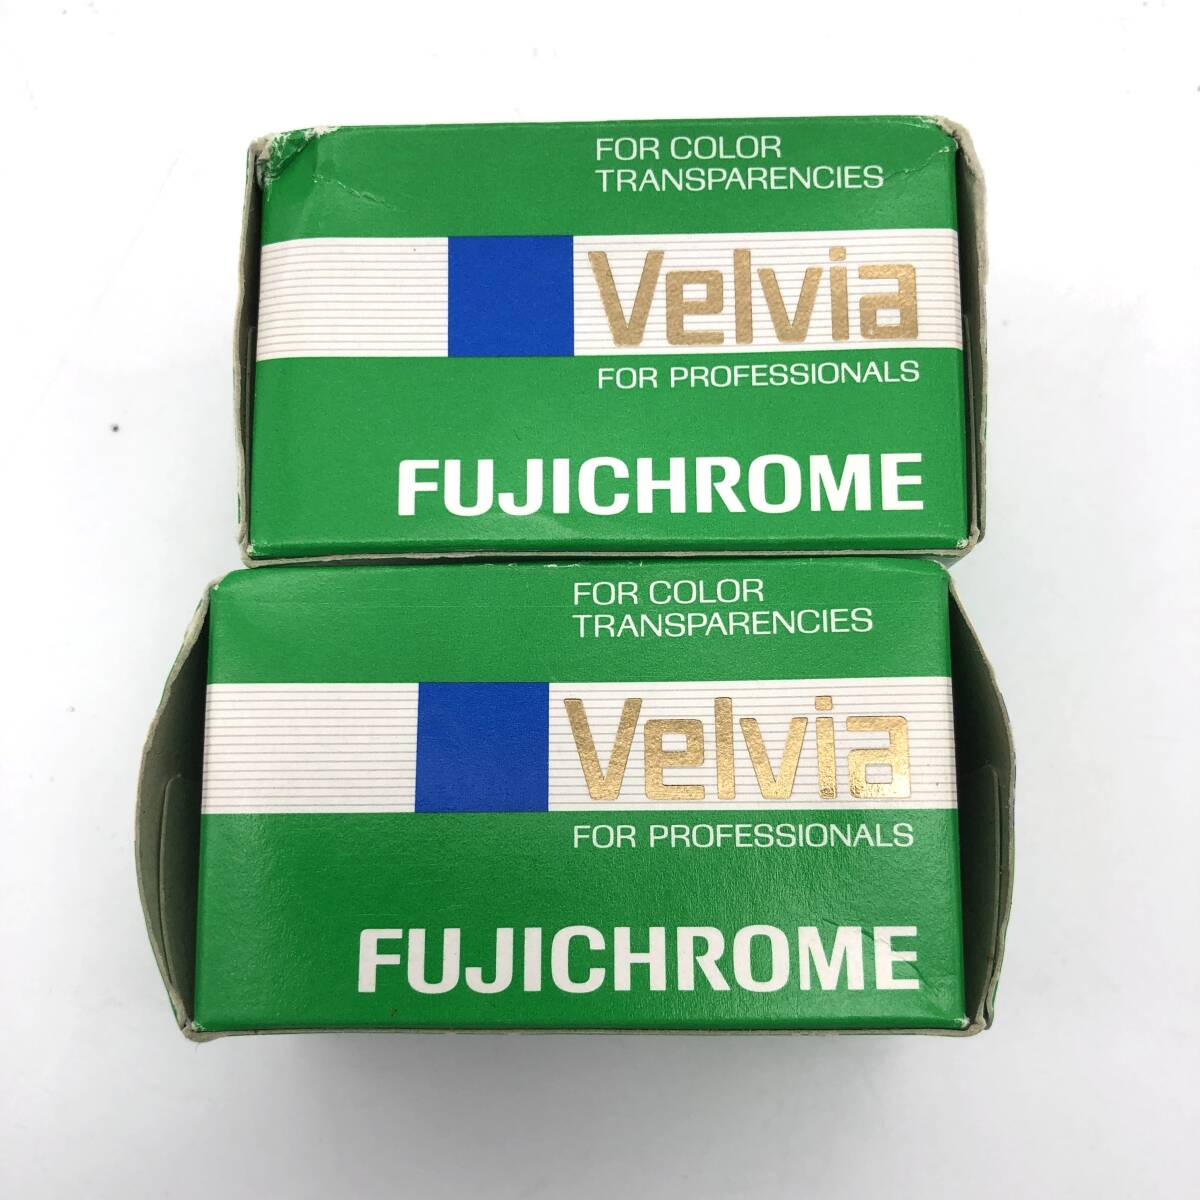 FOR COLOR
TRANSPARENCIES
Velvia
FOR PROFESSIONALS
FUJICHROME
FOR COLOR
TRANSPARENCIES
Velvia
FOR PROFESSIONALS
FUJICHROME